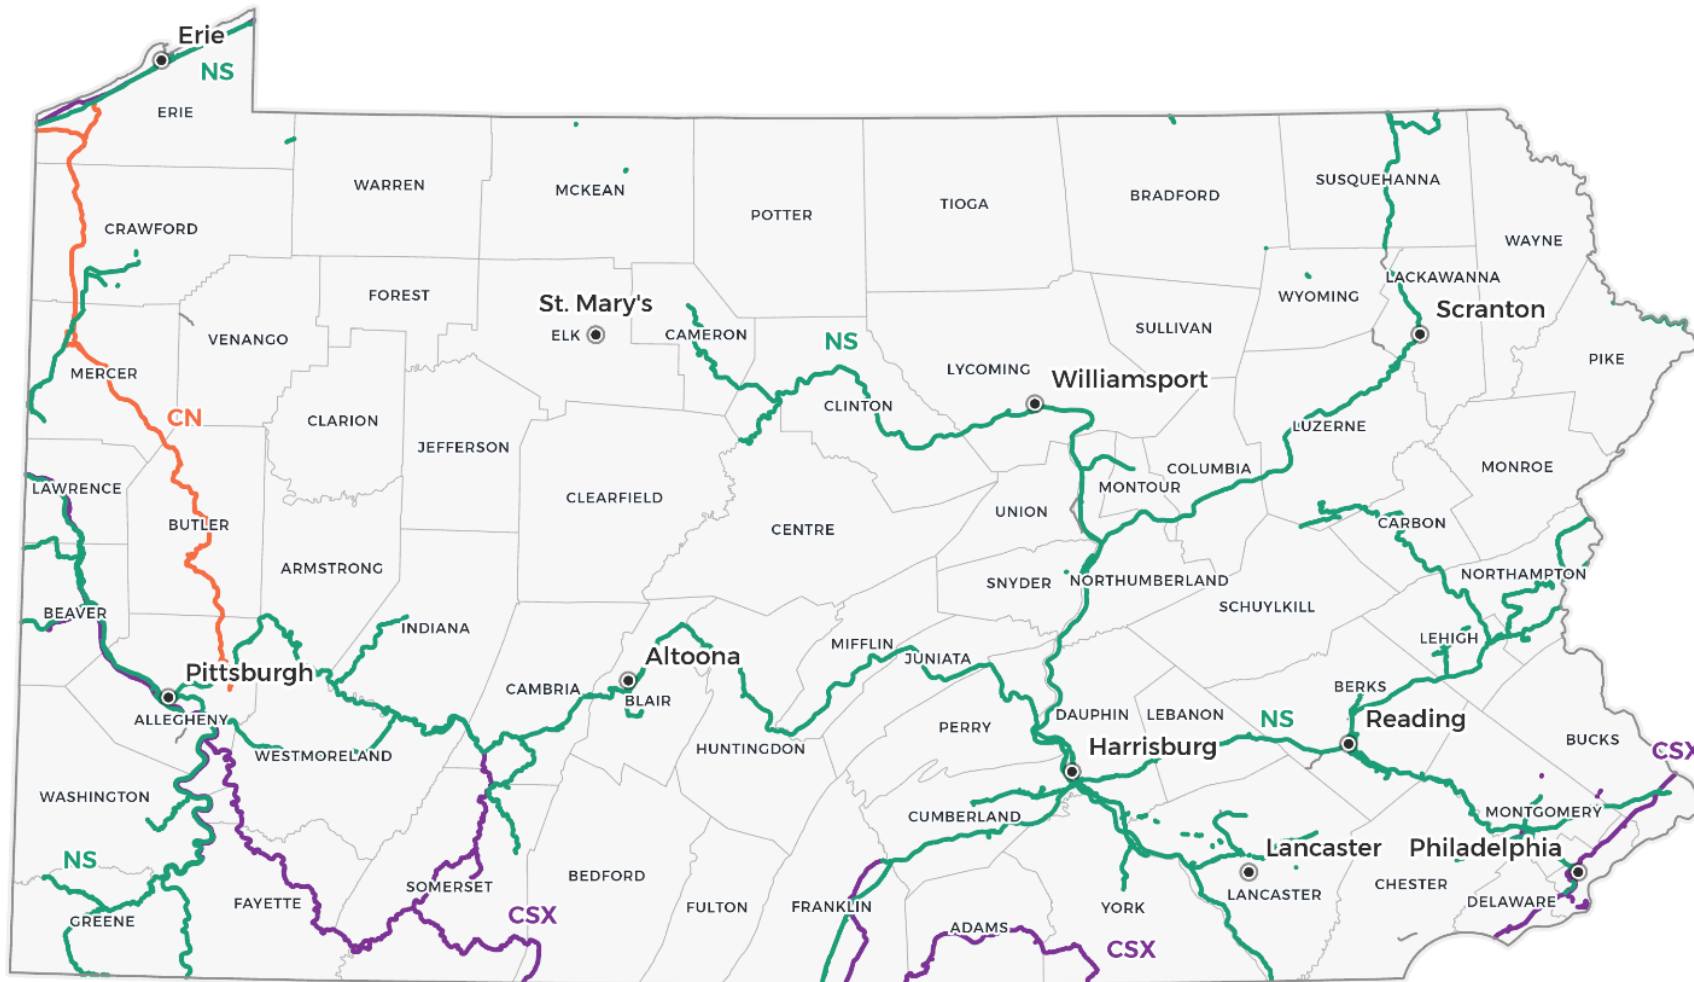 Erie
NS
ERIE
WARREN
MCKEAN
SUSQUEHANNA
BRADFORD
TIOGA
POTTER
CRAWFORD
WAYNE
LACKAWANNA
FOREST
WYOMING
St. Mary's
Scranton
SULLIVAN
ELK
CAMERON
VENANGO
NS
PIKE
MERCER
LYCOMING
Williamsport
CLINTON
CN
CLARION
LUZERNE
JEFFERSON
MONROE
COLUMBIA
LAWRENCE
MONTOUR
CLEARFIELD
UNION
BUTLER
CARBON
CENTRE
ARMSTRONG
NORTHAMPTON
SNYDER
NORTHUMBERLAND
SCHUYLKILL
BEAVER
INDIANA
LEHIGH
MIFFLIN
Altoona
JUNIATA
Pittsburgh
CAMBRIA
BERKS
BLAIR
DAUPHIN
LEBANON
ALLEGHENY
NS
Reading
PERRY
BUCKS
HUNTINGDON
Harrisburg
CSX
WESTMORELAND
WASHINGTON
MONTGOMERY
CUMBERLAND
Lancaster
Philadelphia
NS
BEDFORD
CHESTER
SOMERSET
LANCASTER
FAYETTE
DELAWARE
FULTON
FRANKLIN
YORK
CSX
GREENE
ADAMS
CSX